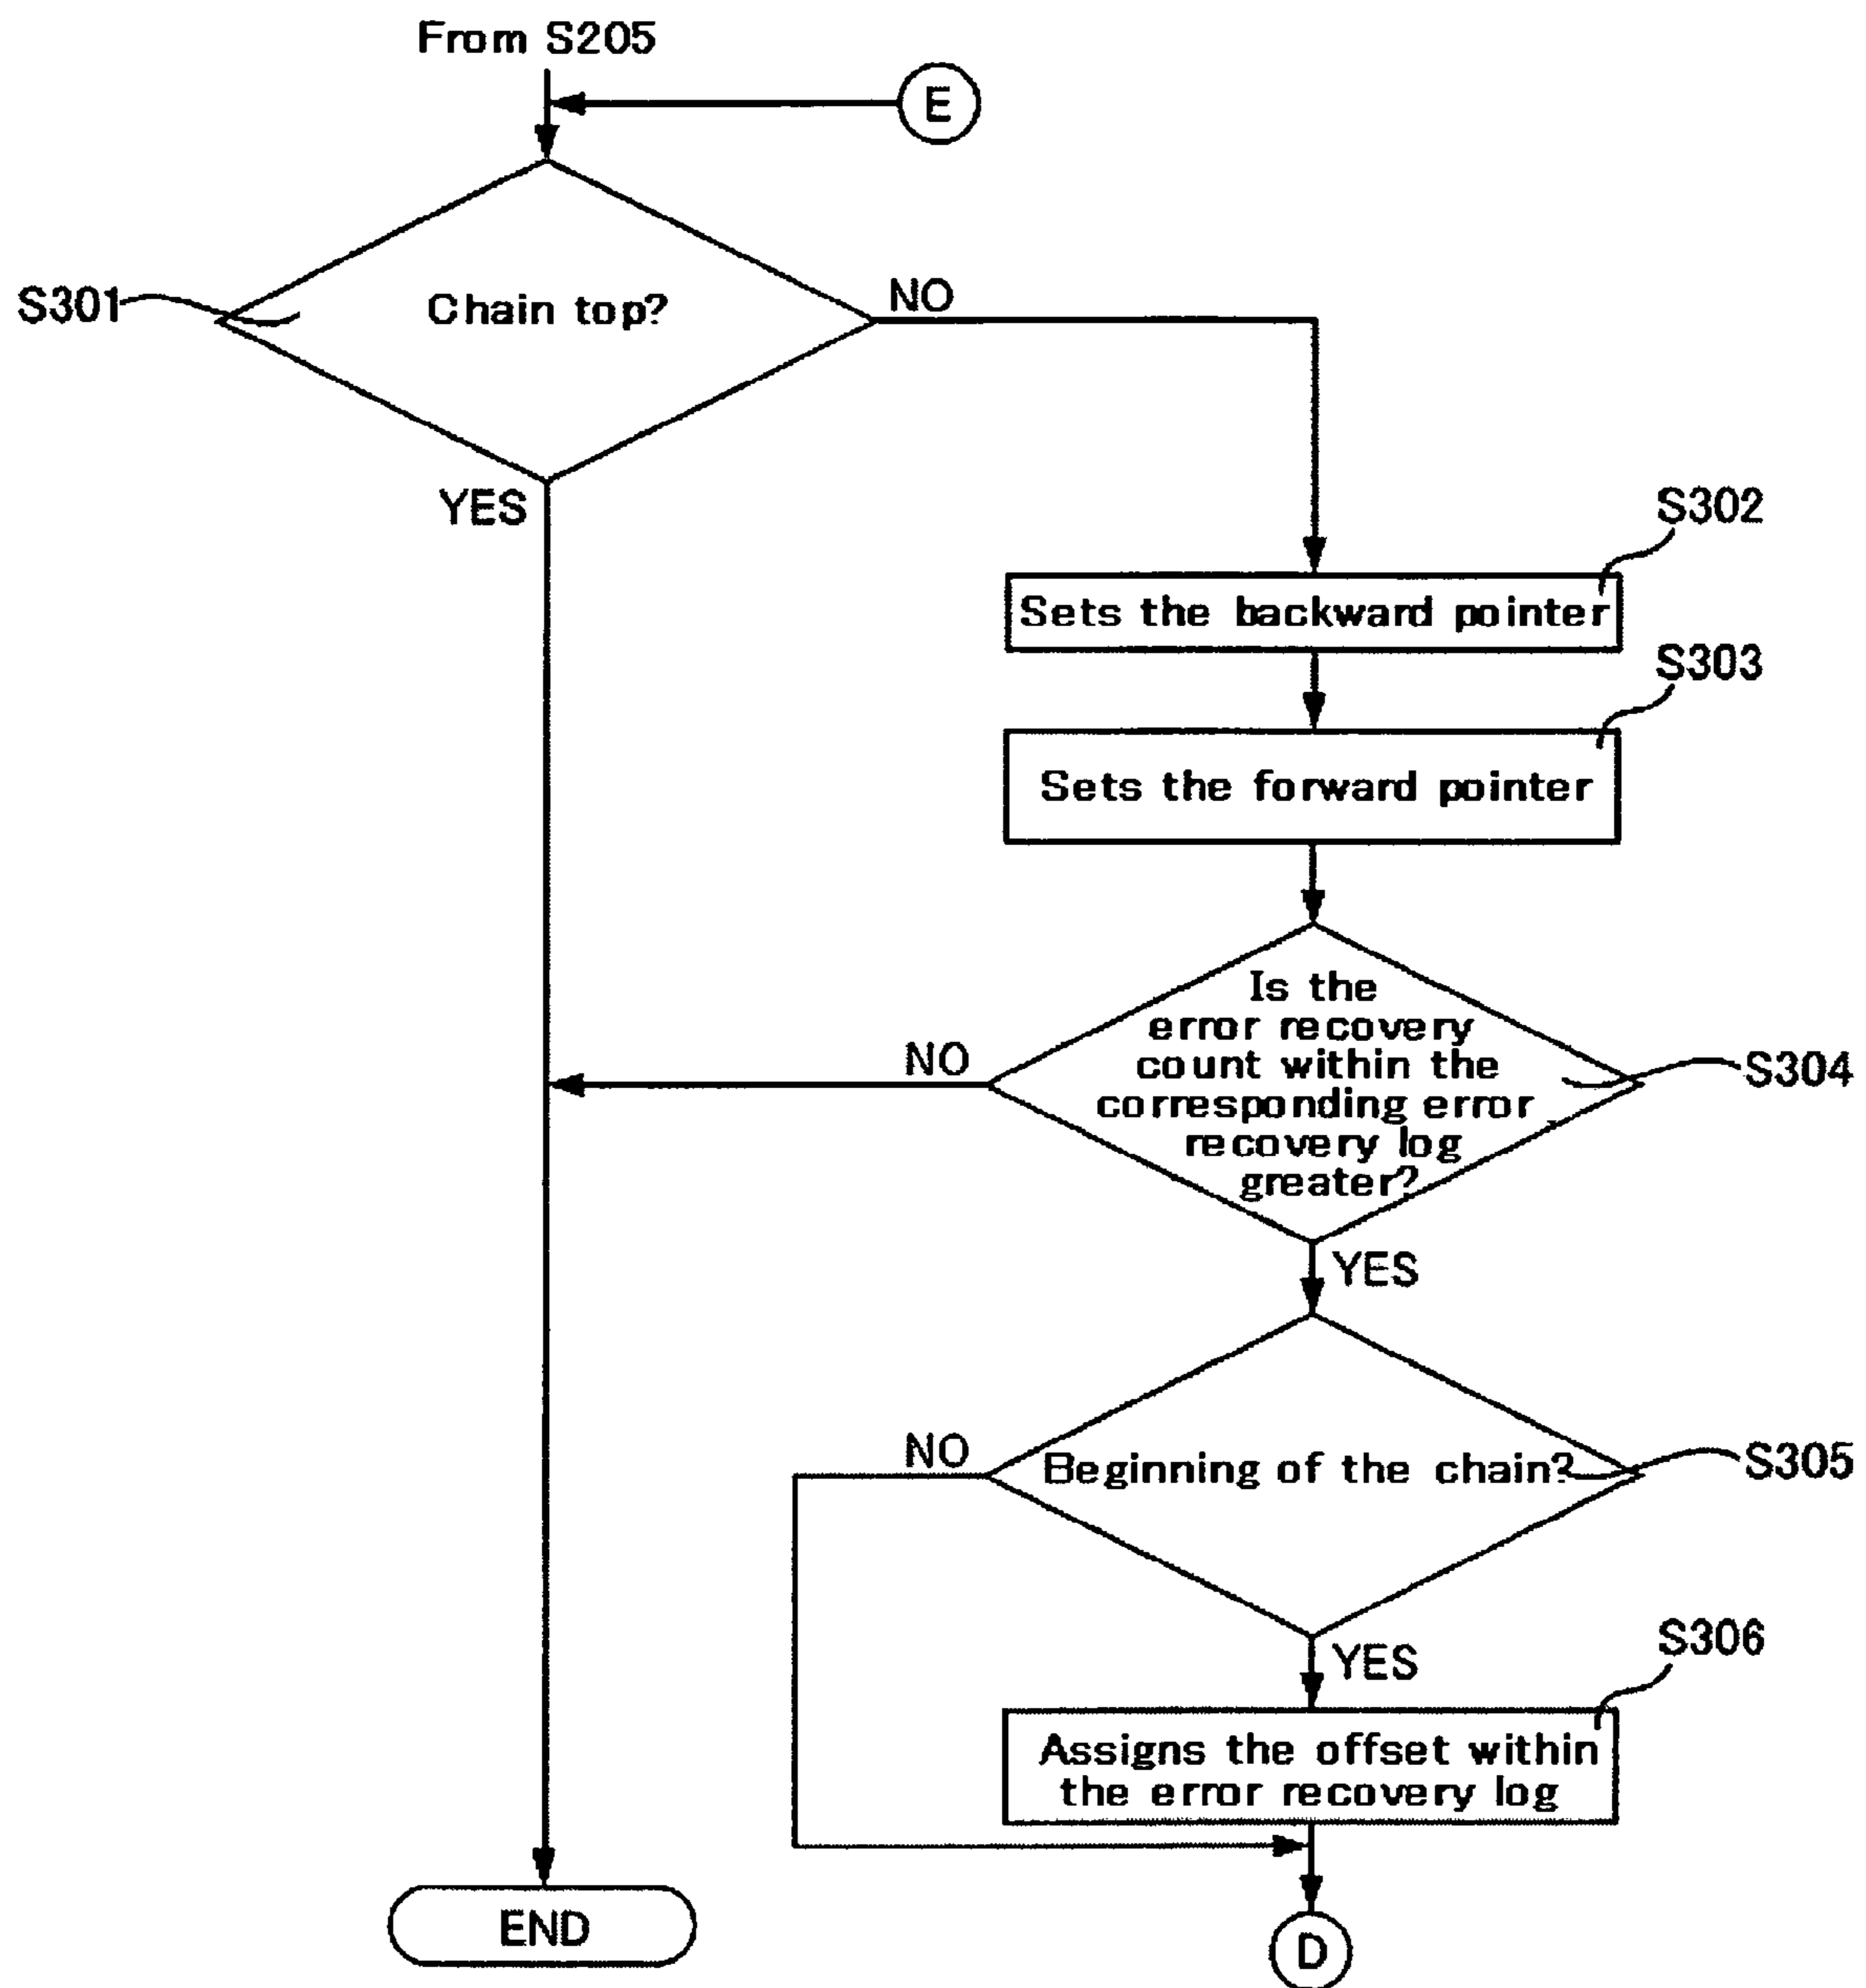 From S205
E
S301
Chain top?
NO
YES
S302
Sets the backward pointer
S303
Sets the forward pointer
Is the
error recovery
count within the
corresponding error
recovery log
greater?
NO
S304
YES
NO
Beginning of the chain?
S305
YES
S306
Assigns the offset within
the error recovery log
END
D